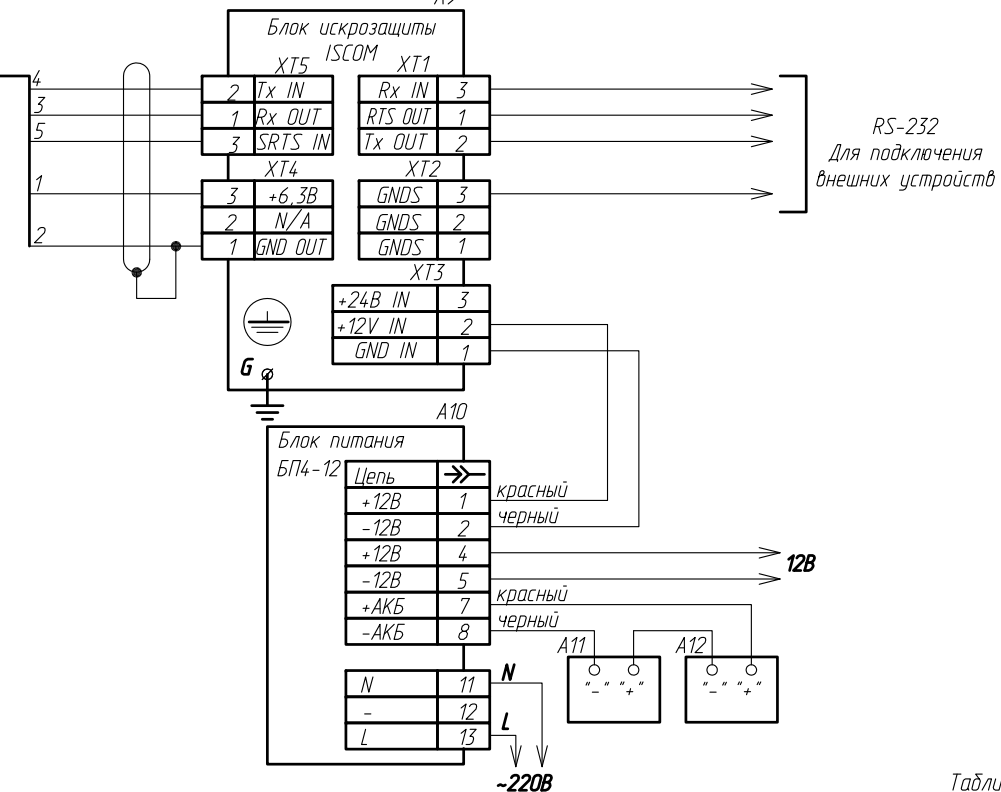 Блок искрозащиты
ISCOM
XT5
XT1
4
2 Tx IN
Rx IN 3
3
1 Rx OUT
RTS OUT 1
5
3 SRTS IN
Tx OUT 2
RS-232
Для подключения
внешних устройств
XT4
XT2
1
3 +6,3В
GNDS 3
2 N/A
GNDS 2
2
1 GND OUT
GNDS 1
XT3
+24В IN 3
+12V IN 2
GND IN 1
G
A10
Блок питания
БП4-12
Цепь
+12В 1 красный
-12В 2 черный
+12В 4
-12В 5
12В
+АКБ 7 красный
-АКБ 8 черный
A11
A12
"-" "+"
"-" "+"
N 11 N
- 12
L 13 L
~220В